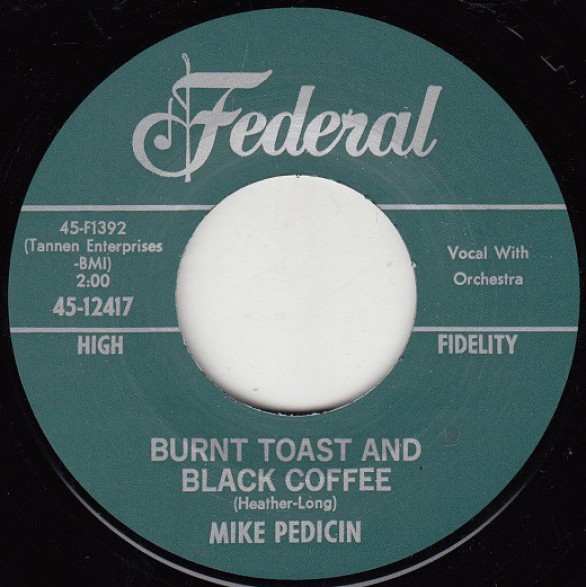 Federal
45-F1392
(Tannen Enterprises
-BMI)
2:00
45-12417
Vocal With
Orchestra
HIGH
FIDELITY
BURNT TOAST AND
BLACK COFFEE
(Heather-Long)
MIKE PEDICIN